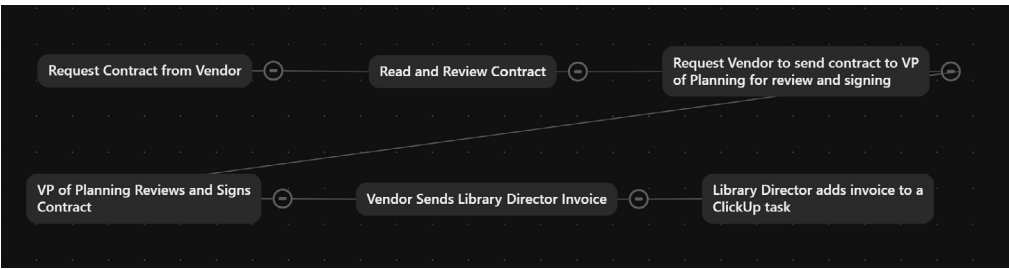 Request Contract from Vendor
Read and Review Contract
Request Vendor to send contract to VP
of Planning for review and signing
VP of Planning Reviews and Signs
Contract
Vendor Sends Library Director Invoice
Library Director adds invoice to a
ClickUp task